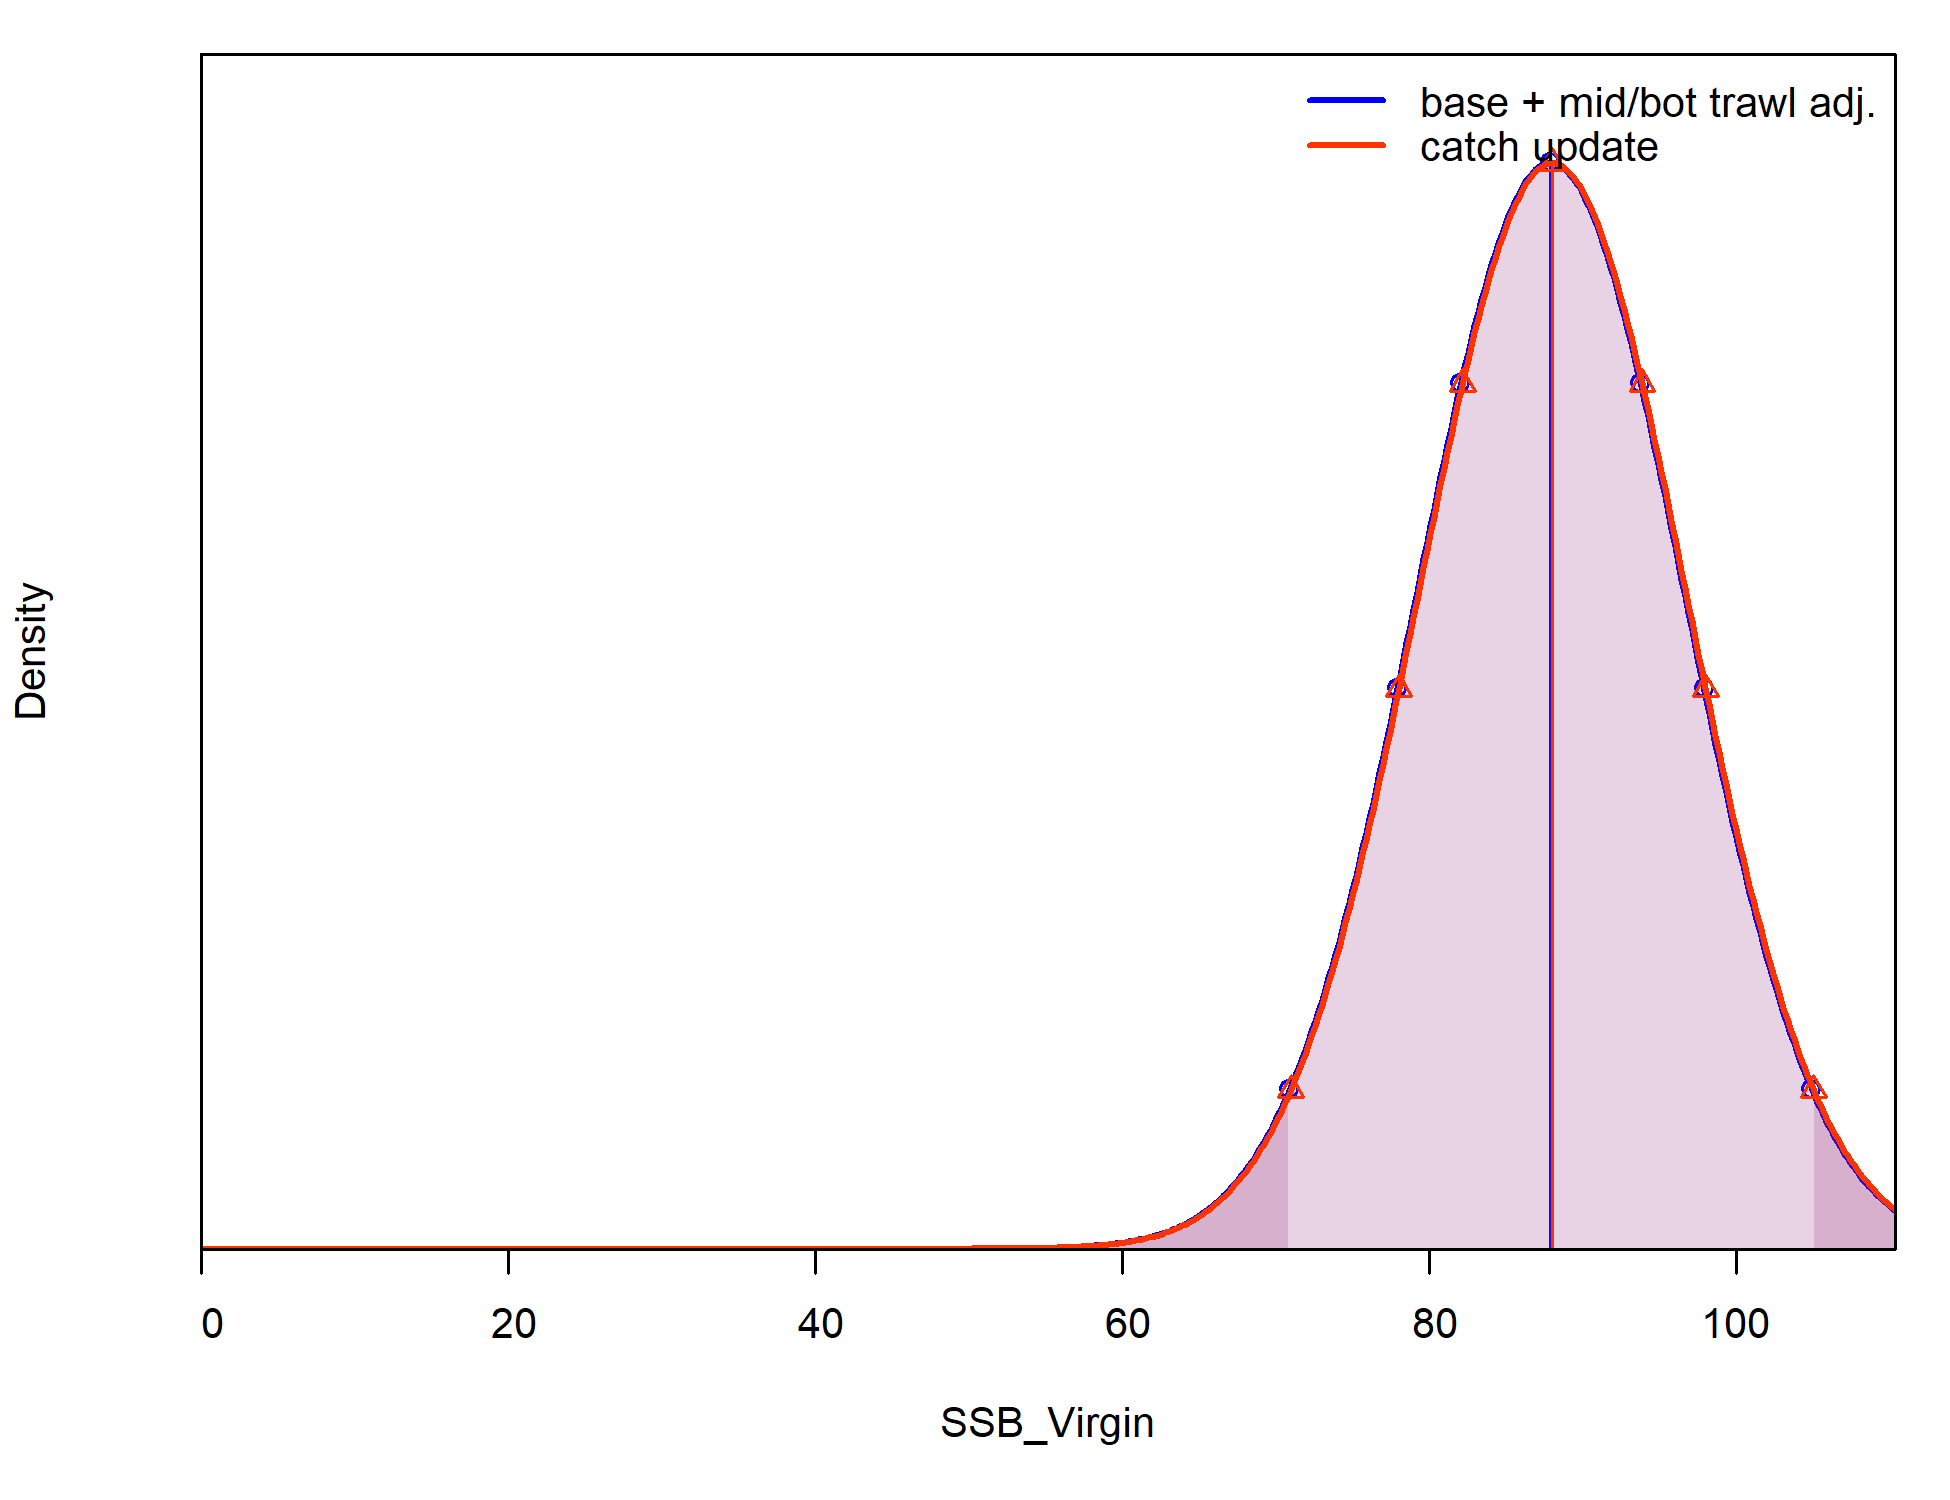 base + mid/bot trawl adj.
catch update
Density
0 20 40 60 80 100
SSB_Virgin